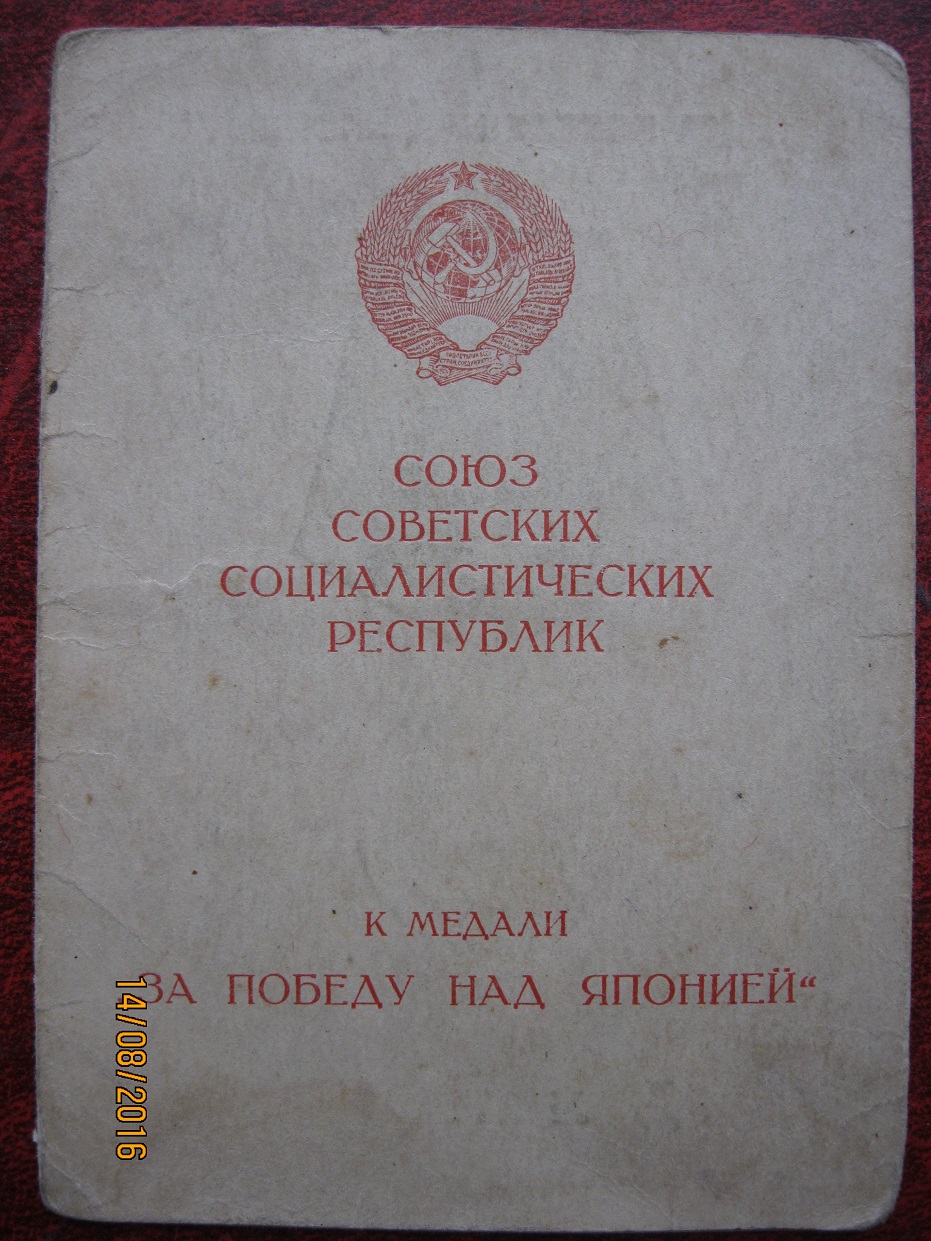 СОЮЗ
СОВЕТСКИХ
СОЦИАЛИСТИЧЕСКИХ
РЕСПУБЛИК
К МЕДАЛИ
ЗА ПОБЕДУ НАД ЯПОНИЕЙ“
14/08/2016